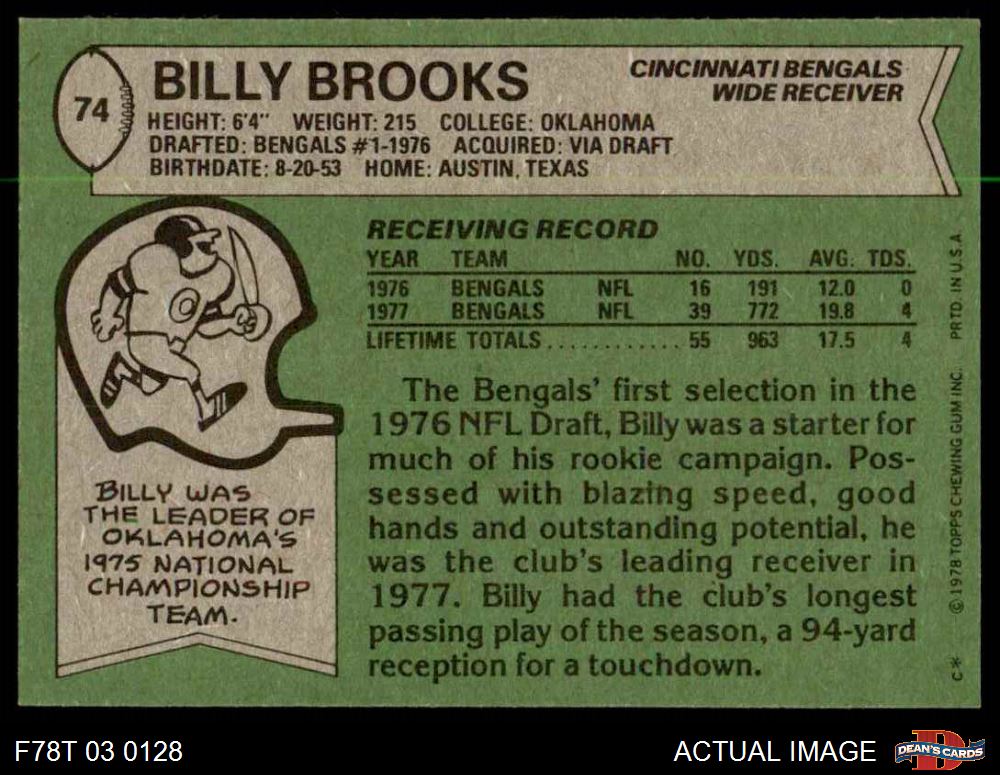 74
BILLY BROOKS
CINCINNATI BENGALS
WIDE RECEIVER
HEIGHT: 6'4" WEIGHT: 215 COLLEGE: OKLAHOMA
DRAFTED: BENGALS #1-1976 ACQUIRED: VIA DRAFT
BIRTHDATE: 8-20-53 HOME: AUSTIN, TEXAS
RECEIVING RECORD
YEAR TEAM NO. YDS. AVG. TDS.
1976 BENGALS NFL 16 191 12.0 0
1977 BENGALS NFL 39 772 19.8 4
LIFETIME TOTALS............ 55 963 17.5 4
The Bengals' first selection in the
1976 NFL Draft, Billy was a starter for
much of his rookie campaign. Pos-
sessed with blazing speed, good
hands and outstanding potential, he
was the club's leading receiver in
1977. Billy had the club's longest
passing play of the season, a 94-yard
reception for a touchdown.
BILLY WAS
THE LEADER OF
OKLAHOMA'S
1975 NATIONAL
CHAMPIONSHIP
TEAM.
C* © 1978 TOPPS CHEWING GUM INC. PRTD. IN U.S.A.
F78T 03 0128
ACTUAL IMAGE
D
DEAN'S CARDS